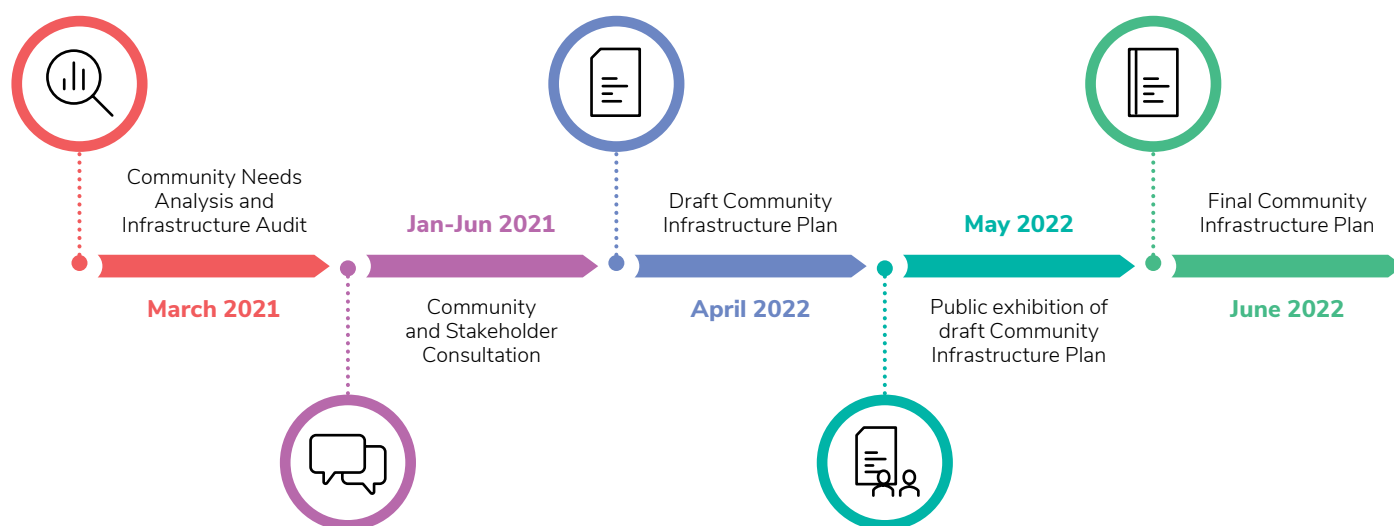 Community Needs
Analysis and
Infrastructure Audit
March 2021
Jan-Jun 2021
Community
and Stakeholder
Consultation
Draft Community
Infrastructure Plan
April 2022
May 2022
Public exhibition of
draft Community
Infrastructure Plan
Final Community
Infrastructure Plan
June 2022